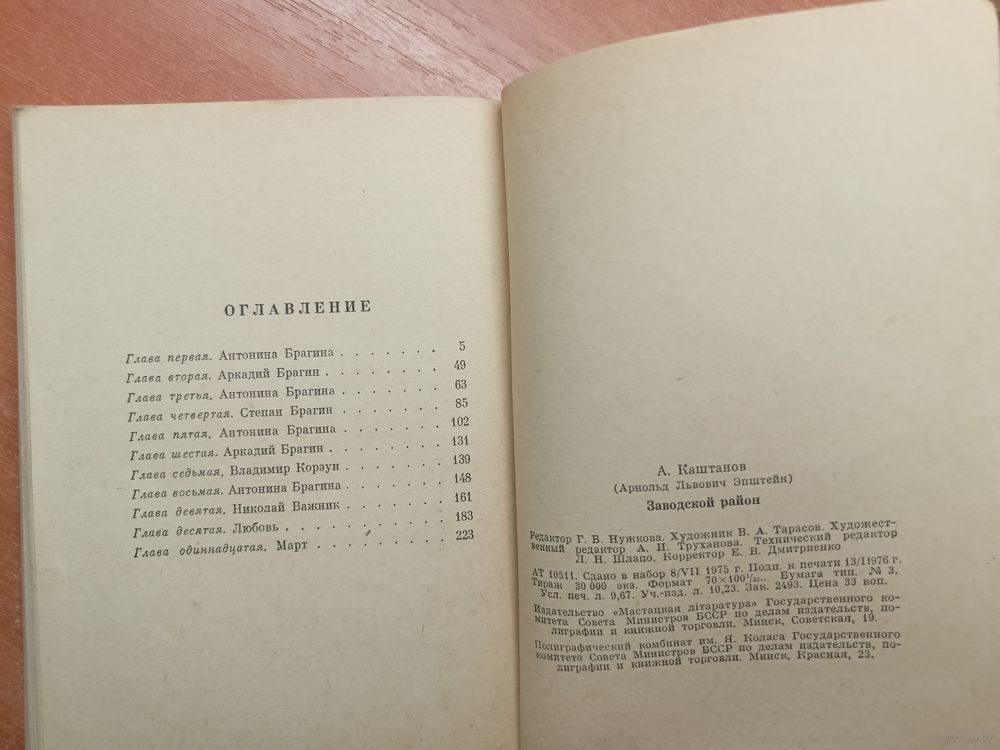 ОГЛАВЛЕНИЕ
Глава первая. Антонина Брагина . . . . . . . 5
Глава вторая. Аркадий Брагин . . . . . . . . 49
Глава третья. Антонина Брагина . . . . . . . 63
Глава четвертая. Степан Брагин . . . . . . . 85
Глава пятая. Антонина Брагина . . . . . . . 102
Глава шестая. Аркадий Брагин . . . . . . . . 131
Глава седьмая. Владимир Корзун . . . . . . . 139
Глава восьмая. Антонина Брагина . . . . . . . 148
Глава девятая. Николай Важник . . . . . . . 161
Глава десятая. Любовь . . . . . . . . . . 183
Глава одиннадцатая. Март . . . . . . . . . 223
А. Каштанов
(Арнольд Львович Эпштейн)
Заводской район
Редактор Г. В. Нужкова. Художник В. А. Тарасов. Художест-
венный редактор А. И. Труханова. Технический редактор
Л. Н. Шлапо. Корректор Е. В. Дмитриенко
АТ 10511. Сдано в набор 8/VII 1975 г. Подп. к печати 13/I 1976 г.
Тираж 30 000 экз. Формат 70×100¹/₃₂. Бумага тип. № 3.
Усл. печ. л. 9,67. Уч.-изд. л. 10,23. Зак. 2493. Цена 33 коп.
Издательство «Мастацкая літаратура» Государственного ко-
митета Совета Министров БССР по делам издательств, по-
лиграфии и книжной торговли. Минск, Советская, 19.
Полиграфический комбинат им. Я. Коласа Государственного
комитета Совета Министров БССР по делам издательств, по-
лиграфии и книжной торговли. Минск, Красная, 23.